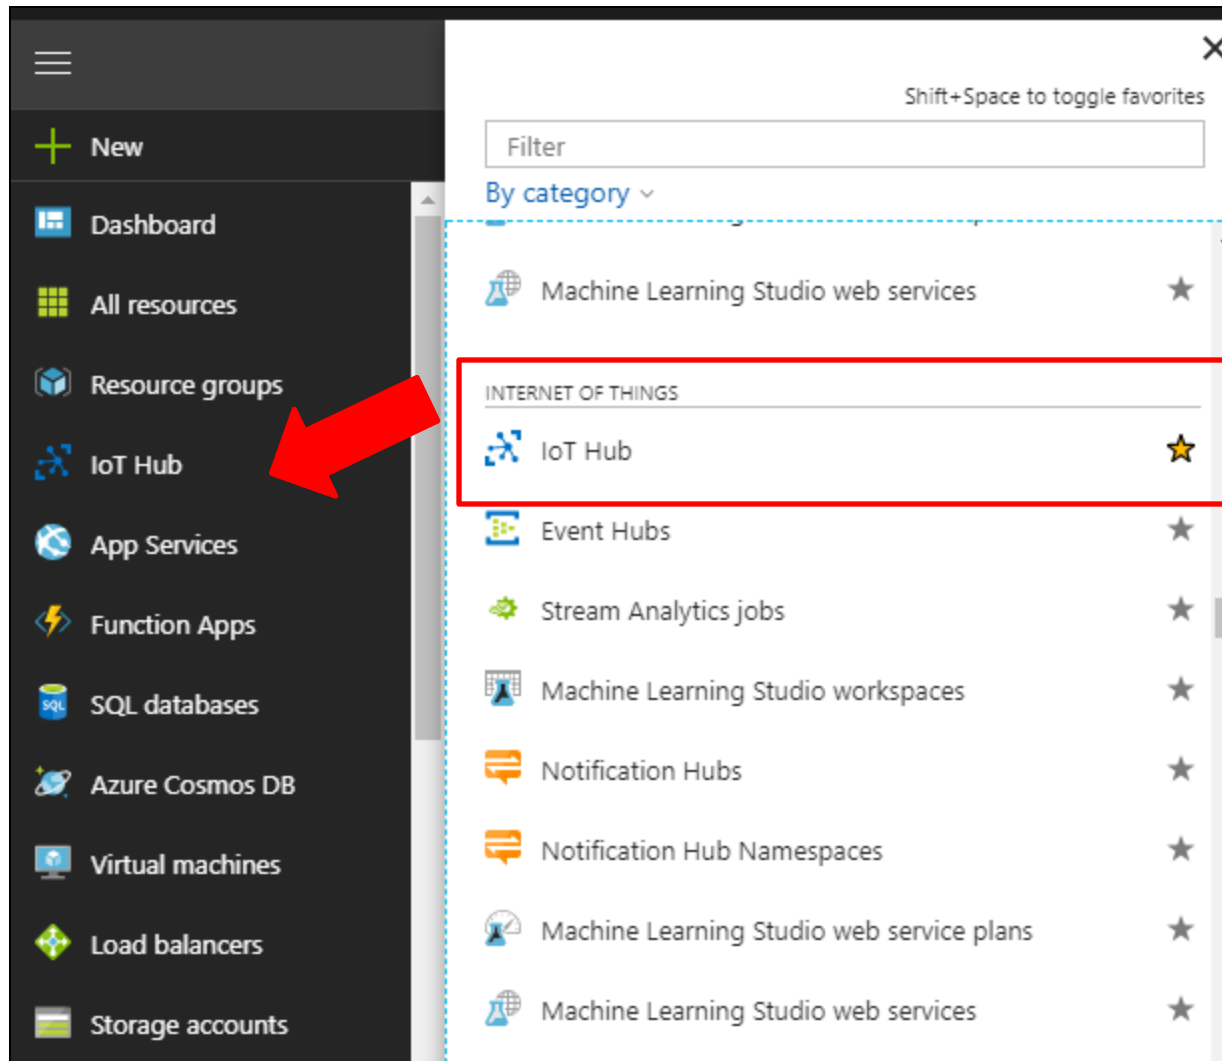 New
Dashboard
All resources
Resource groups
IoT Hub
App Services
Function Apps
SQL databases
Azure Cosmos DB
Virtual machines
Load balancers
Storage accounts
Shift+Space to toggle favorites
Filter
By category
Machine Learning Studio web services
INTERNET OF THINGS
IoT Hub
Event Hubs
Stream Analytics jobs
Machine Learning Studio workspaces
Notification Hubs
Notification Hub Namespaces
Machine Learning Studio web service plans
Machine Learning Studio web services